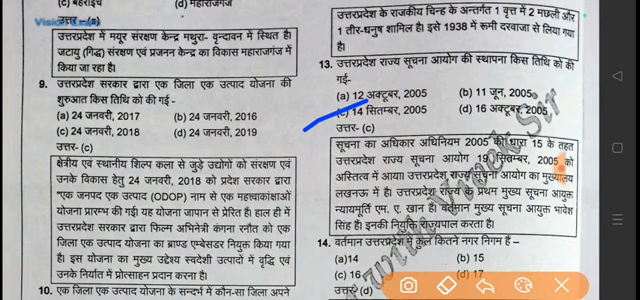 (c) बहराइच (d) महाराजगंज
उत्तर–(a)
उत्तरप्रदेश में मयूर संरक्षण केन्द्र मथुरा- वृन्दावन में स्थित है।
जटायु (गिद्ध) संरक्षण एवं प्रजनन केन्द्र का विकास महाराजगंज में
किया जा रहा है।
9. उत्तरप्रदेश सरकार द्वारा एक जिला एक उत्पाद योजना की
शुरुआत किस तिथि को की गई -
(a) 24 जनवरी, 2017 (b) 24 जनवरी, 2016
(c) 24 जनवरी, 2018 (d) 24 जनवरी, 2019
उत्तर–(c)
क्षेत्रीय एवं स्थानीय शिल्प कला से जुड़े उद्योगों को संरक्षण एवं
उनके विकास हेतु 24 जनवरी, 2018 को प्रदेश सरकार द्वारा
'एक जनपद एक उत्पाद (ODOP) नाम से एक महत्त्वाकांक्षाओं
योजना प्रारम्भ की गई। यह योजना जापान से प्रेरित है। हाल ही में
उत्तरप्रदेश सरकार द्वारा फिल्म अभिनेत्री कंगना रनौत को एक
जिला एक उत्पाद योजना का ब्राण्ड एम्बेसडर नियुक्त किया गया
है। इस योजना का मुख्य उद्देश्य स्वदेशी उत्पादों में वृद्धि एवं
उनके निर्यात में प्रोत्साहन प्रदान करना है।
10. एक जिला एक उत्पाद योजना के सन्दर्भ में कौन-सा जिला अपने
उत्तरप्रदेश के राजकीय चिन्ह के अन्तर्गत 1 वृत्त में 2 मछली और
1 तीर-धनुष शामिल है। इसे 1938 में रूमी दरवाजा से लिया गया
है।
13. उत्तरप्रदेश राज्य सूचना आयोग की स्थापना किस तिथि को की
गई-
(a) 12 अक्टूबर, 2005 (b) 11 जून, 2005
(c) 14 सितम्बर, 2005 (d) 16 अक्टूबर, 2005
उत्तर- (c)
सूचना का अधिकार अधिनियम 2005 की धारा 15 के तहत
उत्तरप्रदेश राज्य सूचना आयोग 19 सितम्बर, 2005 को
अस्तित्व में आया। उत्तरप्रदेश राज्य सूचना आयोग का मुख्यालय
लखनऊ में है। उत्तरप्रदेश राज्य के प्रथम मुख्य सूचना आयुक्त
न्यायमूर्ति एम. ए. खान है। वर्तमान मुख्य सूचना आयुक्त भावेश
सिंह है। इनकी नियुक्ति राज्यपाल करता है।
14. वर्तमान उत्तरप्रदेश में कुल कितने नगर निगम हैं –
(a)14 (b) 15
(c) 16 (d) 17
उत्तर (d)
Vivek Sir